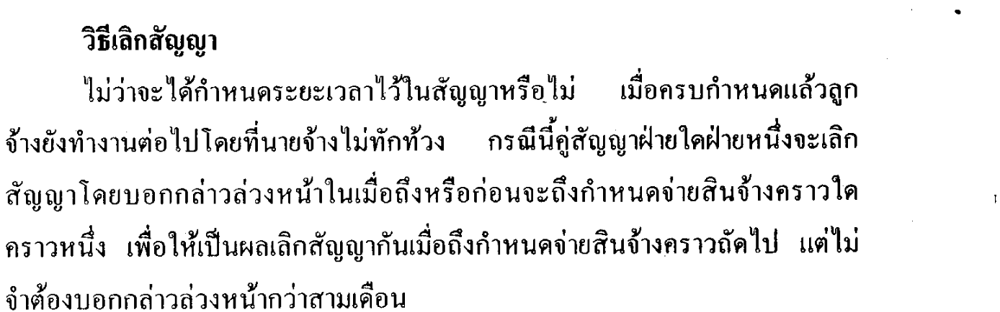 วิธีเลิกสัญญา
ไม่ว่าจะได้กำหนดระยะเวลาไว้ในสัญญาหรือไม่ เมื่อครบกำหนดแล้วลูก
จ้างยังทำงานต่อไปโดยที่นายจ้างไม่ทักท้วง กรณีนี้คู่สัญญาฝ่ายใดฝ่ายหนึ่งจะเลิก
สัญญาโดยบอกกล่าวล่วงหน้าในเมื่อถึงหรือก่อนจะถึงกำหนดจ่ายสินจ้างคราวใด
คราวหนึ่ง เพื่อให้เป็นผลเลิกสัญญากันเมื่อถึงกำหนดจ่ายสินจ้างคราวถัดไป แต่ไม่
จำต้องบอกกล่าวล่วงหน้ากว่าสามเดือน